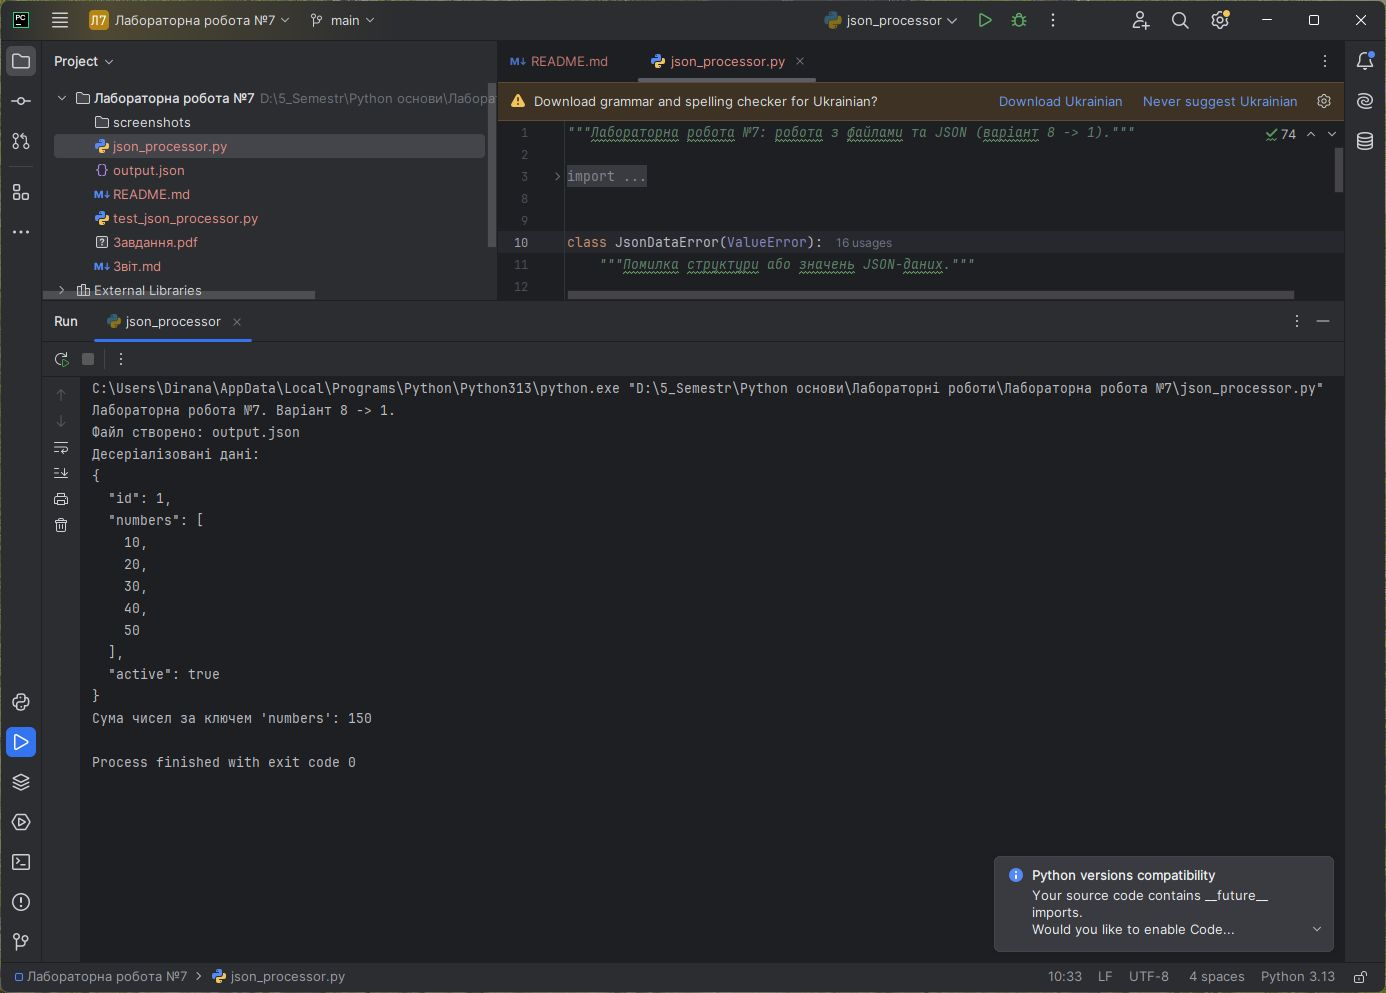 PC
Л7 Лабораторна робота №7 main json_processor
Project
Лабораторна робота №7 D:\5_Semestr\Python основи\Лабора
screenshots
json_processor.py
output.json
README.md
test_json_processor.py
Завдання.pdf
Звіт.md
External Libraries
README.md json_processor.py
Download grammar and spelling checker for Ukrainian? Download Ukrainian Never suggest Ukrainian
1 """Лабораторна робота №7: робота з файлами та JSON (варіант 8 -> 1)."""
74
2
3 import ...
8
9
10 class JsonDataError(ValueError): 16 usages
11 """Помилка структури або значень JSON-даних."""
12
Run json_processor
C:\Users\Dirana\AppData\Local\Programs\Python\Python313\python.exe "D:\5_Semestr\Python основи\Лабораторні роботи\Лабораторна робота №7\json_processor.py"
Лабораторна робота №7. Варіант 8 -> 1.
Файл створено: output.json
Десеріалізовані дані:
{
"id": 1,
"numbers": [
10,
20,
30,
40,
50
],
"active": true
}
Сума чисел за ключем 'numbers': 150
Process finished with exit code 0
Python versions compatibility
Your source code contains __future__
imports.
Would you like to enable Code...
Лабораторна робота №7 json_processor.py 10:33 LF UTF-8 4 spaces Python 3.13